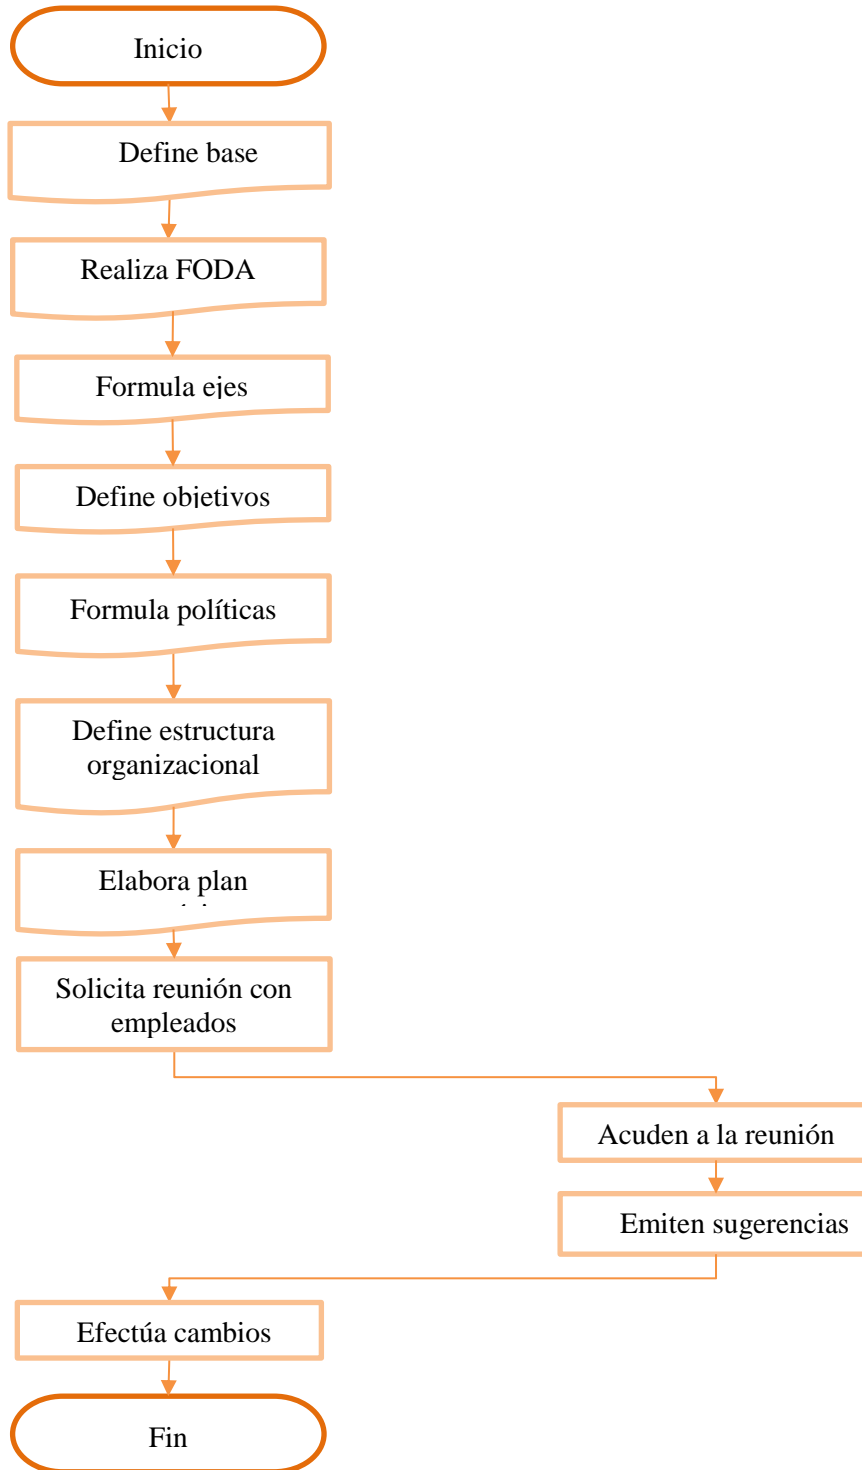 Inicio
Define base
Realiza FODA
Formula ejes
Define objetivos
Formula políticas
Define estructura
organizacional
Elabora plan
Solicita reunión con
empleados
Acuden a la reunión
Emiten sugerencias
Efectúa cambios
Fin